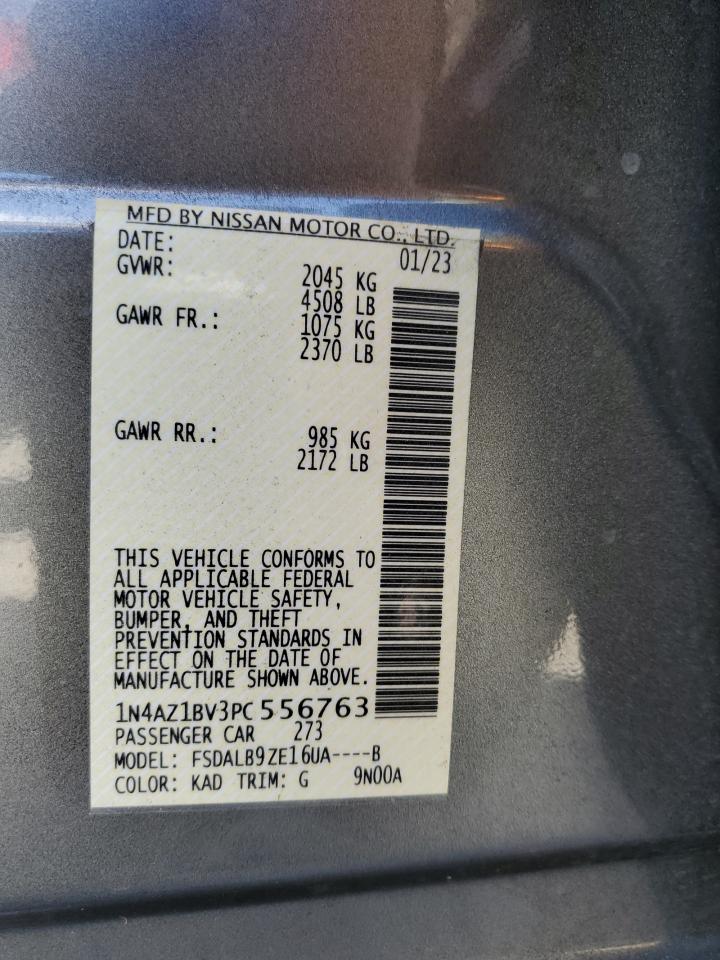 MFD BY NISSAN MOTOR CO., LTD.
DATE: 01/23
GVWR: 2045 KG
4508 LB
GAWR FR.: 1075 KG
2370 LB
GAWR RR.: 985 KG
2172 LB
THIS VEHICLE CONFORMS TO
ALL APPLICABLE FEDERAL
MOTOR VEHICLE SAFETY,
BUMPER, AND THEFT
PREVENTION STANDARDS IN
EFFECT ON THE DATE OF
MANUFACTURE SHOWN ABOVE.
1N4AZ1BV3PC556763
PASSENGER CAR 273
MODEL: FSDALB9ZE16UA----B
COLOR: KAD TRIM: G 9N00A